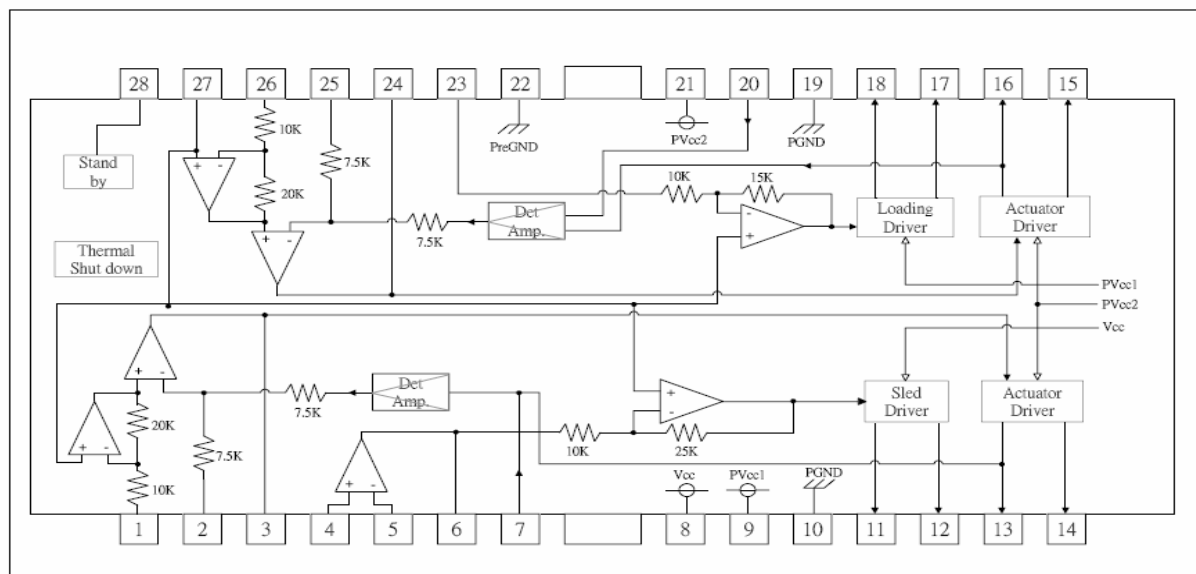 28 27 26 25 24 23 22 21 20 19 18 17 16 15
PreGND
PVcc2
PGND
10K
7.5K
Stand
by
+ -
20K
10K
15K
+ -
7.5K
Det
Amp.
-
+
Loading
Driver
Actuator
Driver
Thermal
Shut down
PVcc1
PVcc2
Vcc
+ -
7.5K
Det
Amp.
+
-
Sled
Driver
Actuator
Driver
20K
+ -
7.5K
10K
25K
10K
+ -
Vcc
PVcc1
PGND
1 2 3 4 5 6 7 8 9 10 11 12 13 14